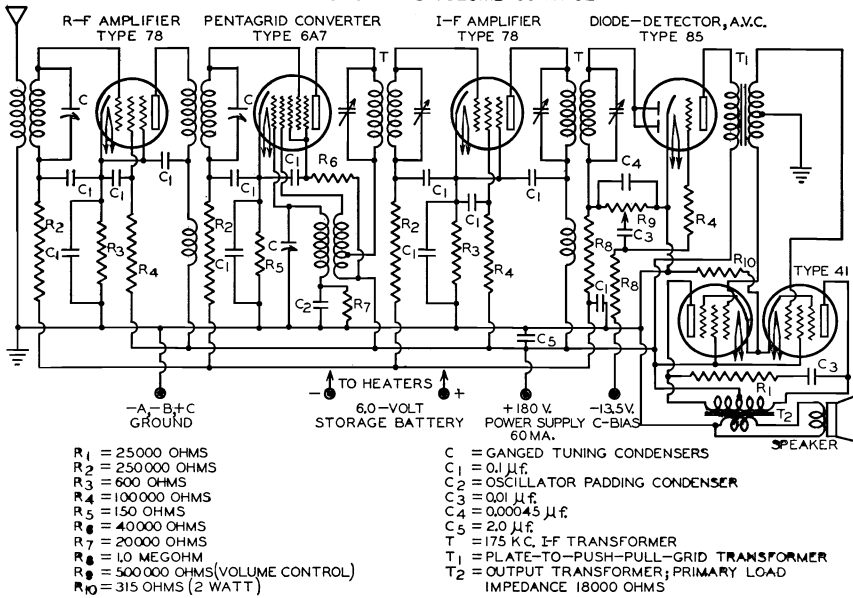 R-F AMPLIFIER
TYPE 78
PENTAGRID CONVERTER
TYPE 6A7
I-F AMPLIFIER
TYPE 78
DIODE-DETECTOR, A.V.C.
TYPE 85
T
T
T1
C
C
C1
C1
C1
C1
C1
R6
C1
C1
C4
R9
C3
R4
R2
C1
R3
R4
R2
C1
R5
C
C2
R7
R2
C1
R3
C1
R4
R8
C1
R8
R10
TYPE 41
C5
C3
R1
T2
SPEAKER
-A,-B,+C
GROUND
TO HEATERS
- +
6.0-VOLT
STORAGE BATTERY
+180 V.
POWER SUPPLY
60 MA.
-13.5V.
C-BIAS
R1 = 25000 OHMS
R2 = 250000 OHMS
R3 = 600 OHMS
R4 = 100000 OHMS
R5 = 150 OHMS
R6 = 40000 OHMS
R7 = 20000 OHMS
R8 = 1.0 MEGOHM
R9 = 500000 OHMS (VOLUME CONTROL)
R10 = 315 OHMS (2 WATT)
C = GANGED TUNING CONDENSERS
C1 = 0.1 µf.
C2 = OSCILLATOR PADDING CONDENSER
C3 = 0.01 µf.
C4 = 0.00045 µf.
C5 = 2.0 µf.
T = 175 KC. I-F TRANSFORMER
T1 = PLATE-TO-PUSH-PULL-GRID TRANSFORMER
T2 = OUTPUT TRANSFORMER; PRIMARY LOAD
IMPEDANCE 18000 OHMS